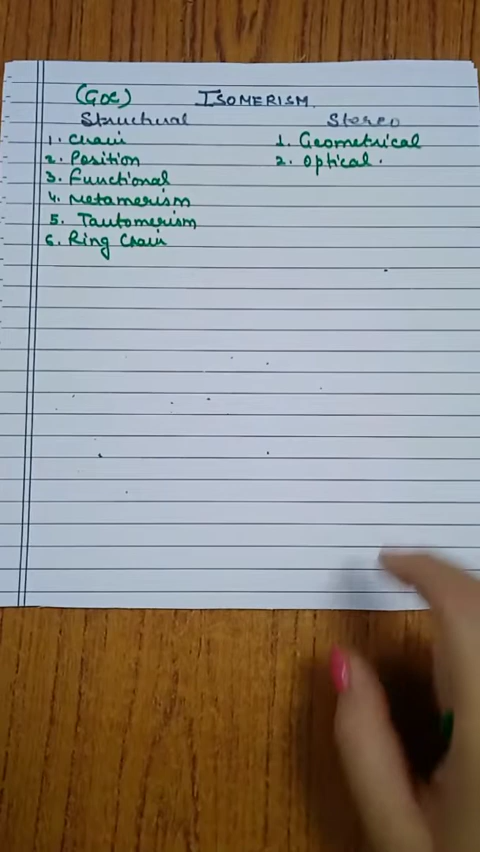 (GOC) ISOMERISM.
Structural Stereo
1. Chain 1. Geometrical
2. Position 2. Optical.
3. Functional
4. Metamerism
5. Tautomerism
6. Ring Chain